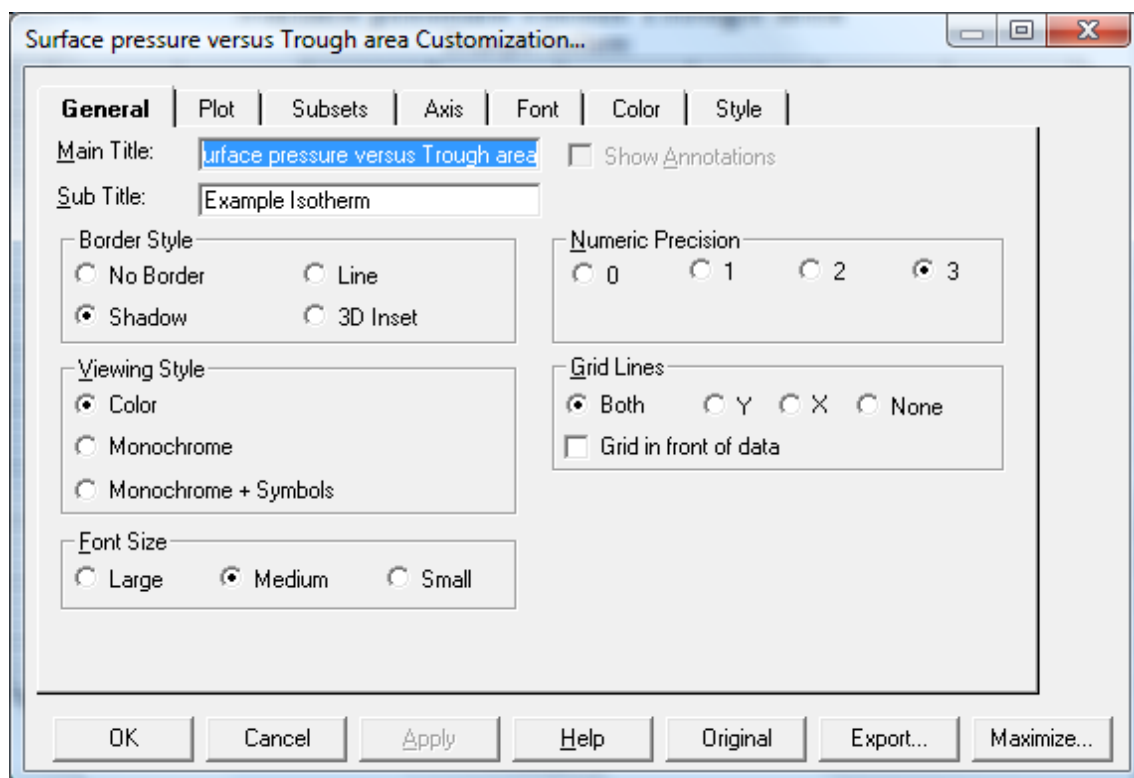 Surface pressure versus Trough area Customization...
General Plot Subsets Axis Font Color Style
Main Title: urface pressure versus Trough area Show Annotations
Sub Title: Example Isotherm
Border Style
No Border Line
Shadow 3D Inset
Numeric Precision
0 1 2 3
Viewing Style
Color
Monochrome
Monochrome + Symbols
Grid Lines
Both Y X None
Grid in front of data
Font Size
Large Medium Small
OK Cancel Apply Help Original Export... Maximize...